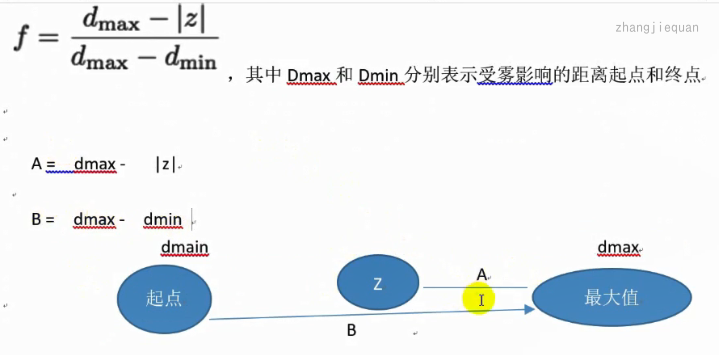 zhangjiequan
f = \frac{d_{max} - |z|}{d_{max} - d_{min}}
，其中 Dmax 和 Dmin 分别表示受雾影响的距离起点和终点
A = dmax - |z|
B = dmax - dmin
dmain
dmax
起点
Z
A
最大值
B